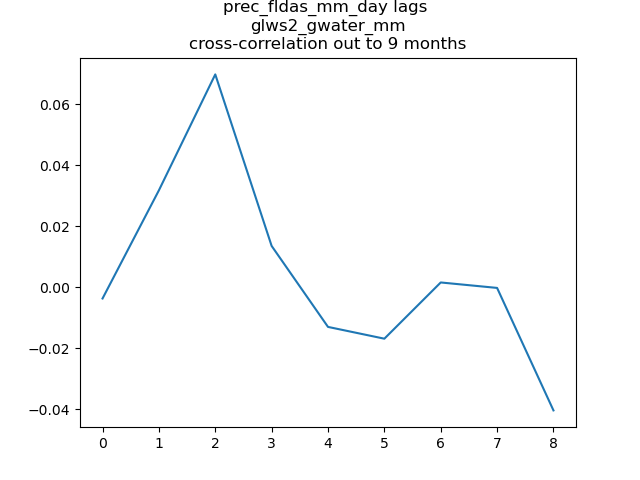 prec_fldas_mm_day lags
glws2_gwater_mm
cross-correlation out to 9 months
0.06
0.04
0.02
0.00
−0.02
−0.04
0 1 2 3 4 5 6 7 8